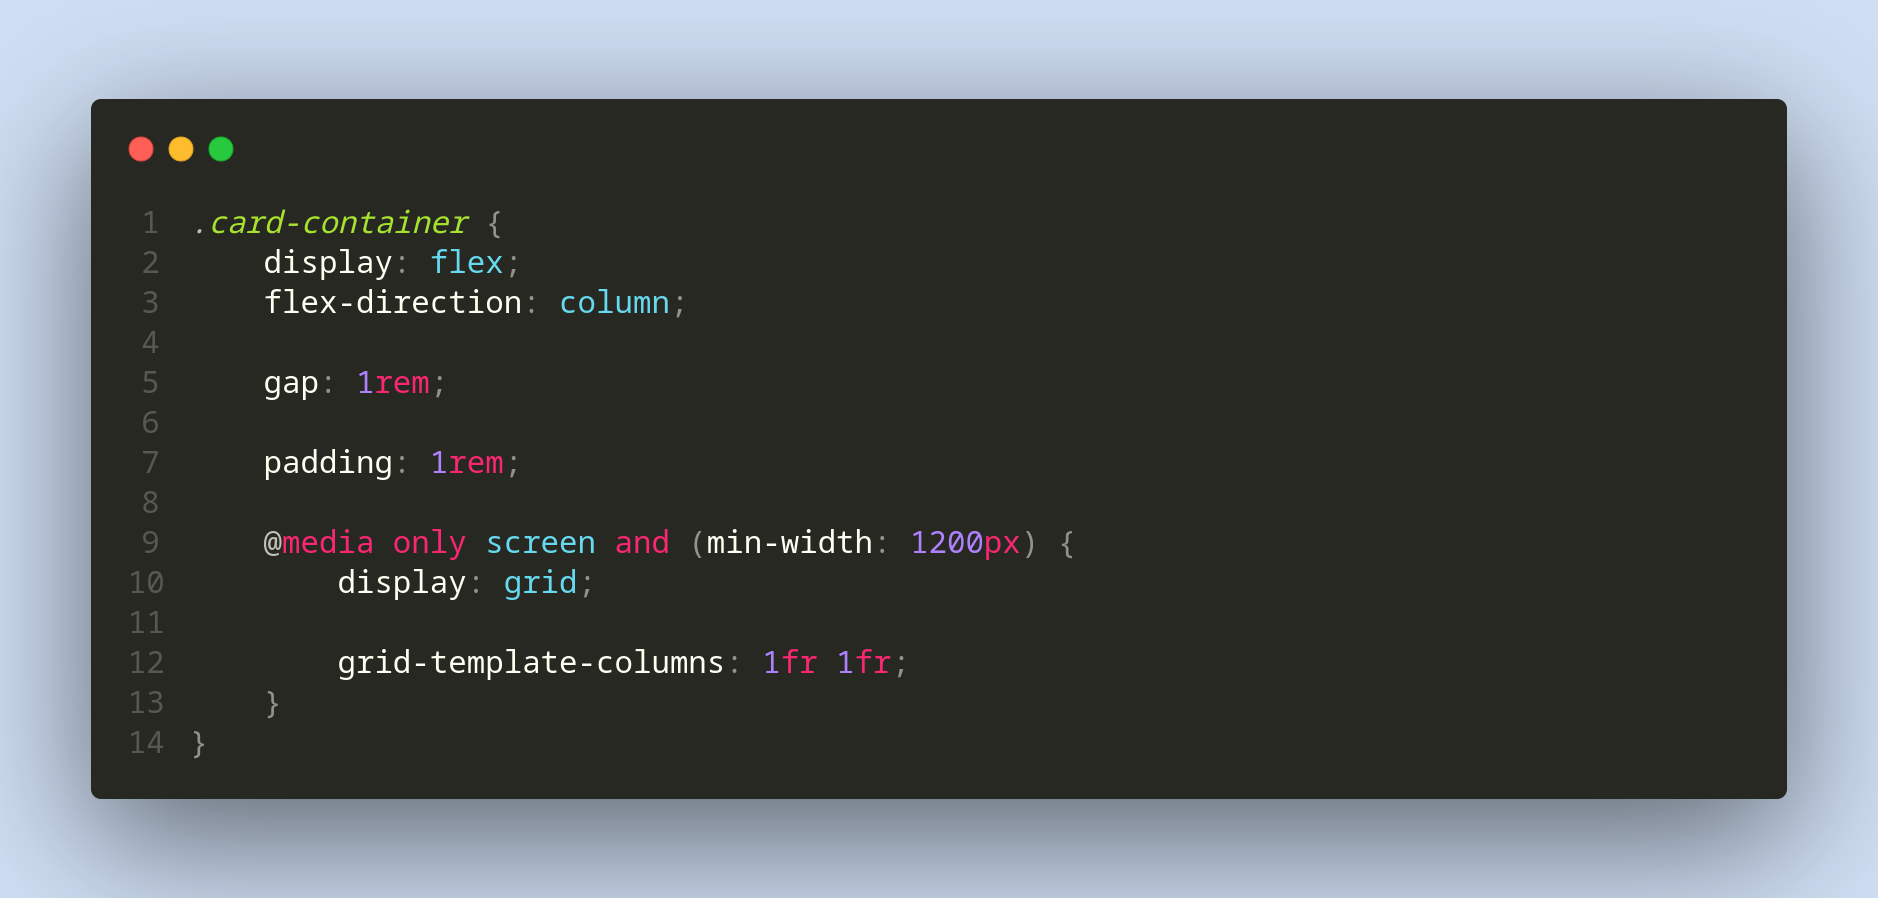 1 .card-container {
2     display: flex;
3     flex-direction: column;
4
5     gap: 1rem;
6
7     padding: 1rem;
8
9     @media only screen and (min-width: 1200px) {
10         display: grid;
11
12         grid-template-columns: 1fr 1fr;
13     }
14 }